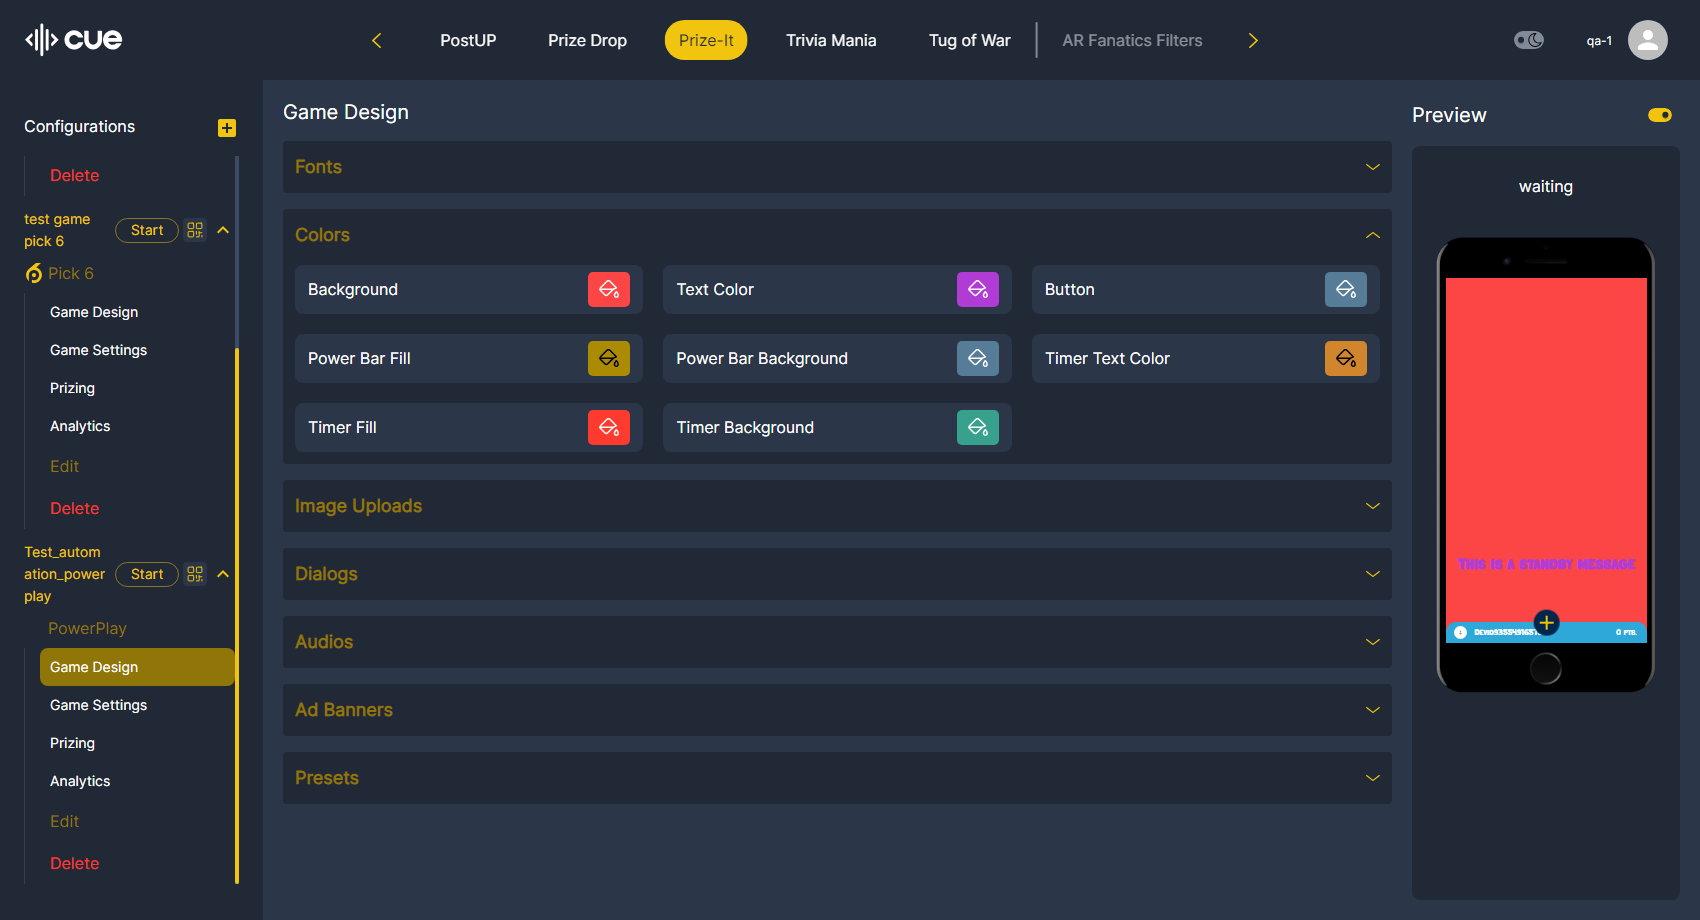 cue
PostUP
Prize Drop
Prize-It
Trivia Mania
Tug of War
AR Fanatics Filters
qa-1
Configurations
Delete
test game
pick 6
Start
Pick 6
Game Design
Game Settings
Prizing
Analytics
Edit
Delete
Test_autom
ation_power
play
Start
PowerPlay
Game Design
Game Settings
Prizing
Analytics
Edit
Delete
Game Design
Fonts
Colors
Background
Text Color
Button
Power Bar Fill
Power Bar Background
Timer Text Color
Timer Fill
Timer Background
Image Uploads
Dialogs
Audios
Ad Banners
Presets
Preview
waiting
This is a standby message
0 pts.